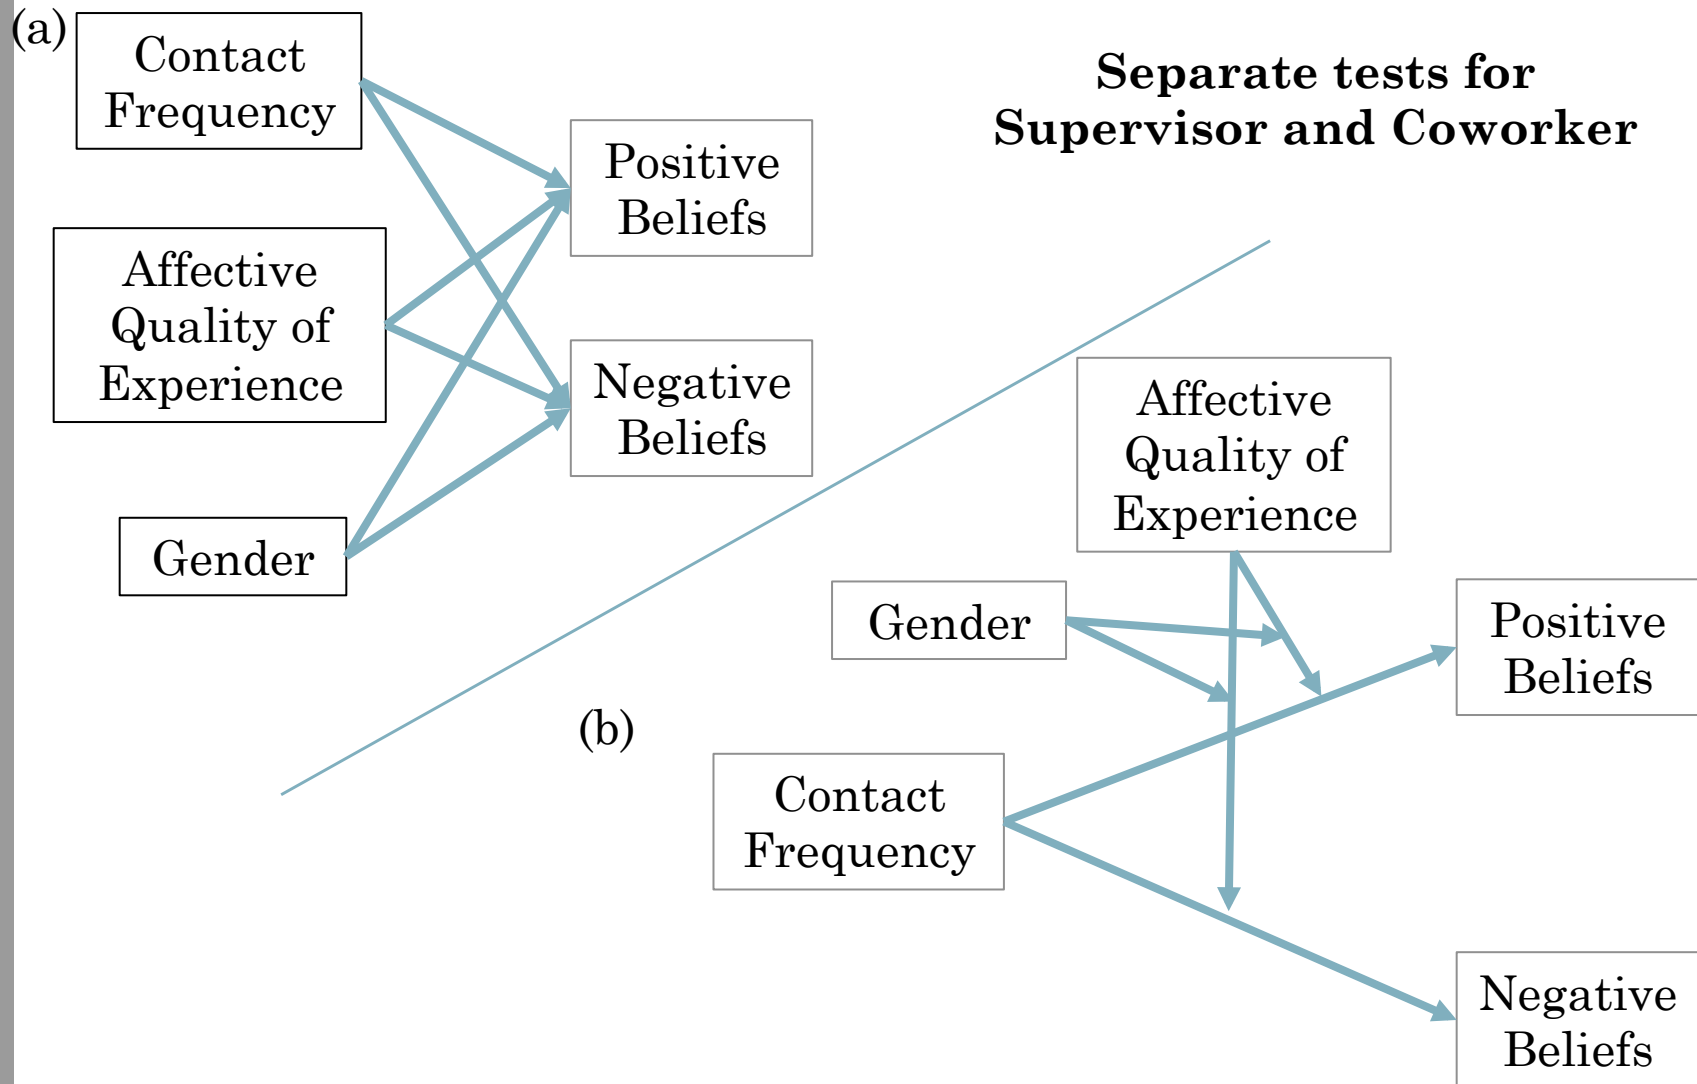 (a)
Contact
Frequency
Separate tests for
Supervisor and Coworker
Positive
Beliefs
Affective
Quality of
Experience
Negative
Beliefs
Gender
Affective
Quality of
Experience
Gender
Positive
Beliefs
(b)
Contact
Frequency
Negative
Beliefs